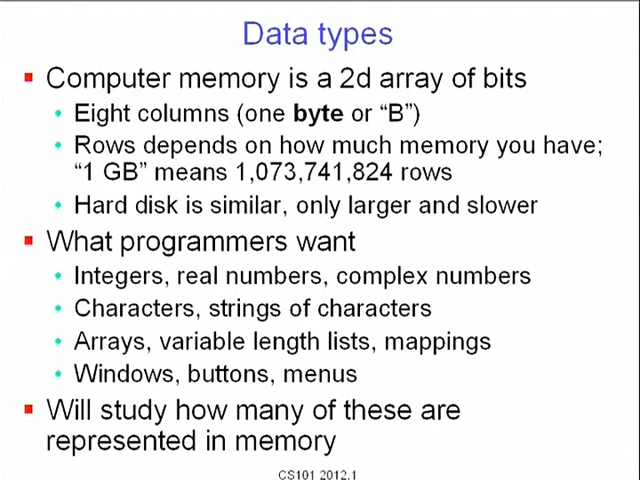 Data types
Computer memory is a 2d array of bits
Eight columns (one byte or “B”)
Rows depends on how much memory you have;
“1 GB” means 1,073,741,824 rows
Hard disk is similar, only larger and slower
What programmers want
Integers, real numbers, complex numbers
Characters, strings of characters
Arrays, variable length lists, mappings
Windows, buttons, menus
Will study how many of these are
represented in memory
CS101 2012.1